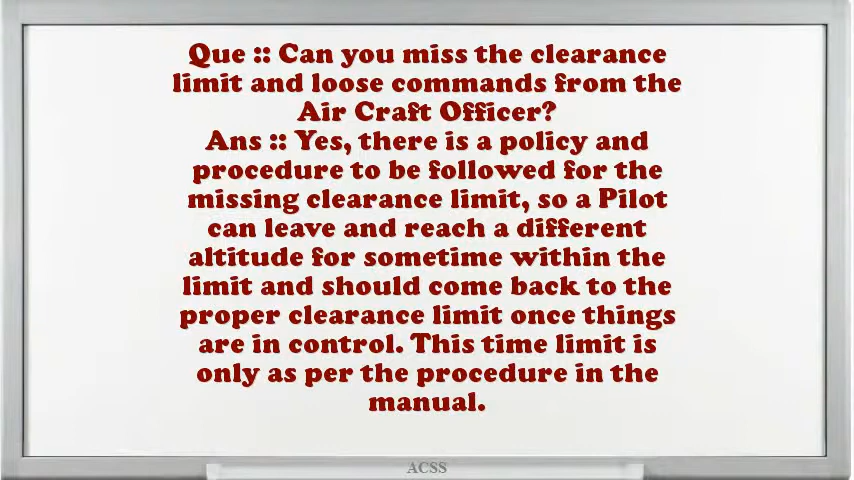 Que :: Can you miss the clearance
limit and loose commands from the
Air Craft Officer?
Ans :: Yes, there is a policy and
procedure to be followed for the
missing clearance limit, so a Pilot
can leave and reach a different
altitude for sometime within the
limit and should come back to the
proper clearance limit once things
are in control. This time limit is
only as per the procedure in the
manual.
ACSS